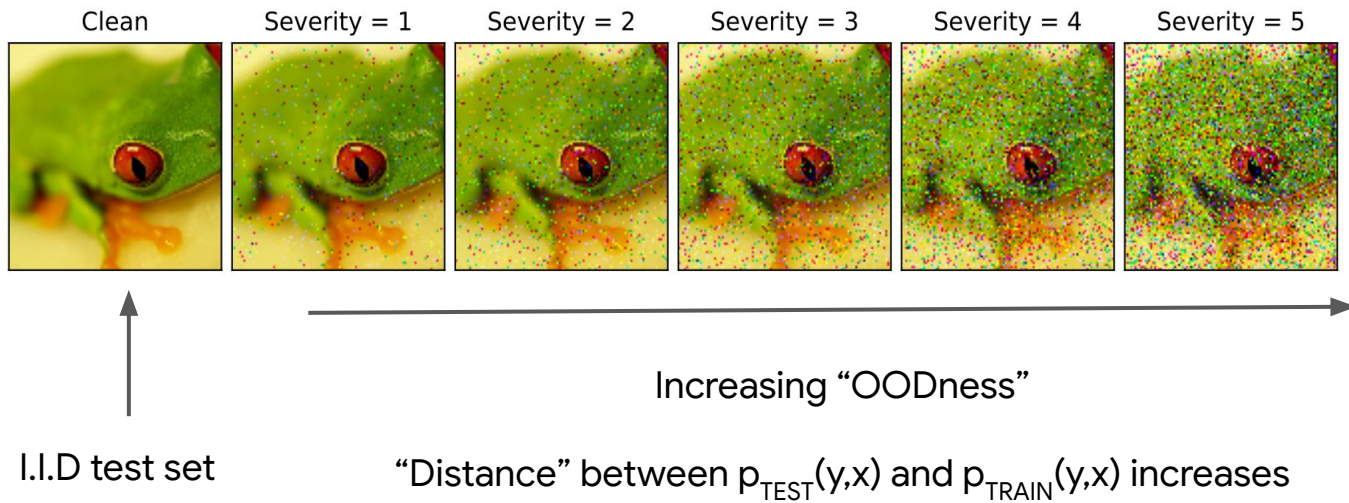 Clean Severity = 1 Severity = 2 Severity = 3 Severity = 4 Severity = 5
Increasing “OODness”
I.I.D test set “Distance” between pTEST(y,x) and pTRAIN(y,x) increases